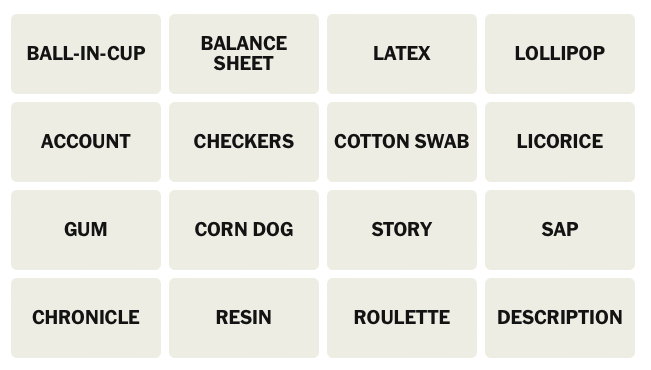 BALL-IN-CUP
BALANCE
SHEET
LATEX
LOLLIPOP
ACCOUNT
CHECKERS
COTTON SWAB
LICORICE
GUM
CORN DOG
STORY
SAP
CHRONICLE
RESIN
ROULETTE
DESCRIPTION